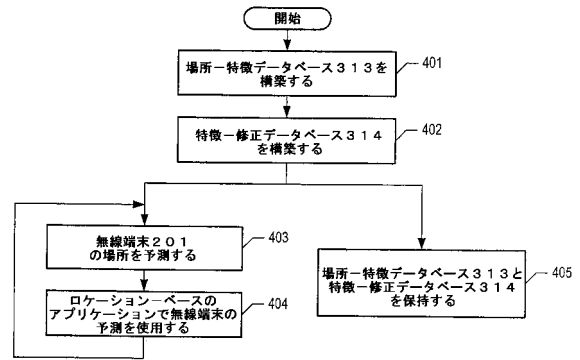 開始
場所－特徴データベース３１３を
構築する
401
特徴－修正データベース３１４
を構築する
402
無線端末２０１
の場所を予測する
403
ロケーション－ベースの
アプリケーションで無線端末の
予測を使用する
404
場所－特徴データベース３１３と
特徴－修正データベース３１４
を保持する
405